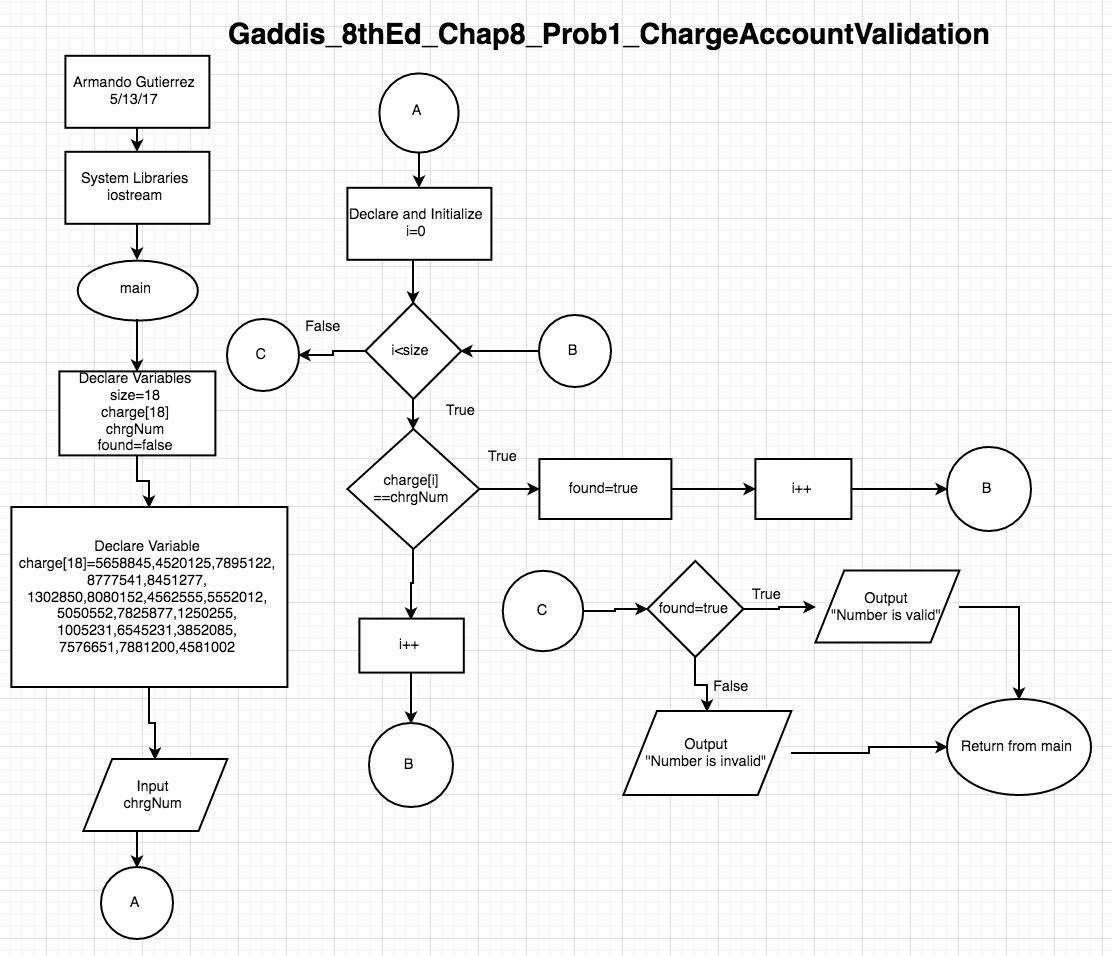 Gaddis_8thEd_Chap8_Prob1_ChargeAccountValidation
Armando Gutierrez
5/13/17
System Libraries
iostream
main
Declare Variables
size=18
charge[18]
chrgNum
found=false
Declare Variable
charge[18]=5658845,4520125,7895122,
8777541,8451277,
1302850,8080152,4562555,5552012,
5050552,7825877,1250255,
1005231,6545231,3852085,
7576651,7881200,4581002
Input
chrgNum
A
A
Declare and Initialize
i=0
i<size
False
C
B
True
charge[i]
==chrgNum
True
found=true
i++
B
i++
B
C
found=true
True
Output
"Number is valid"
False
Output
"Number is invalid"
Return from main